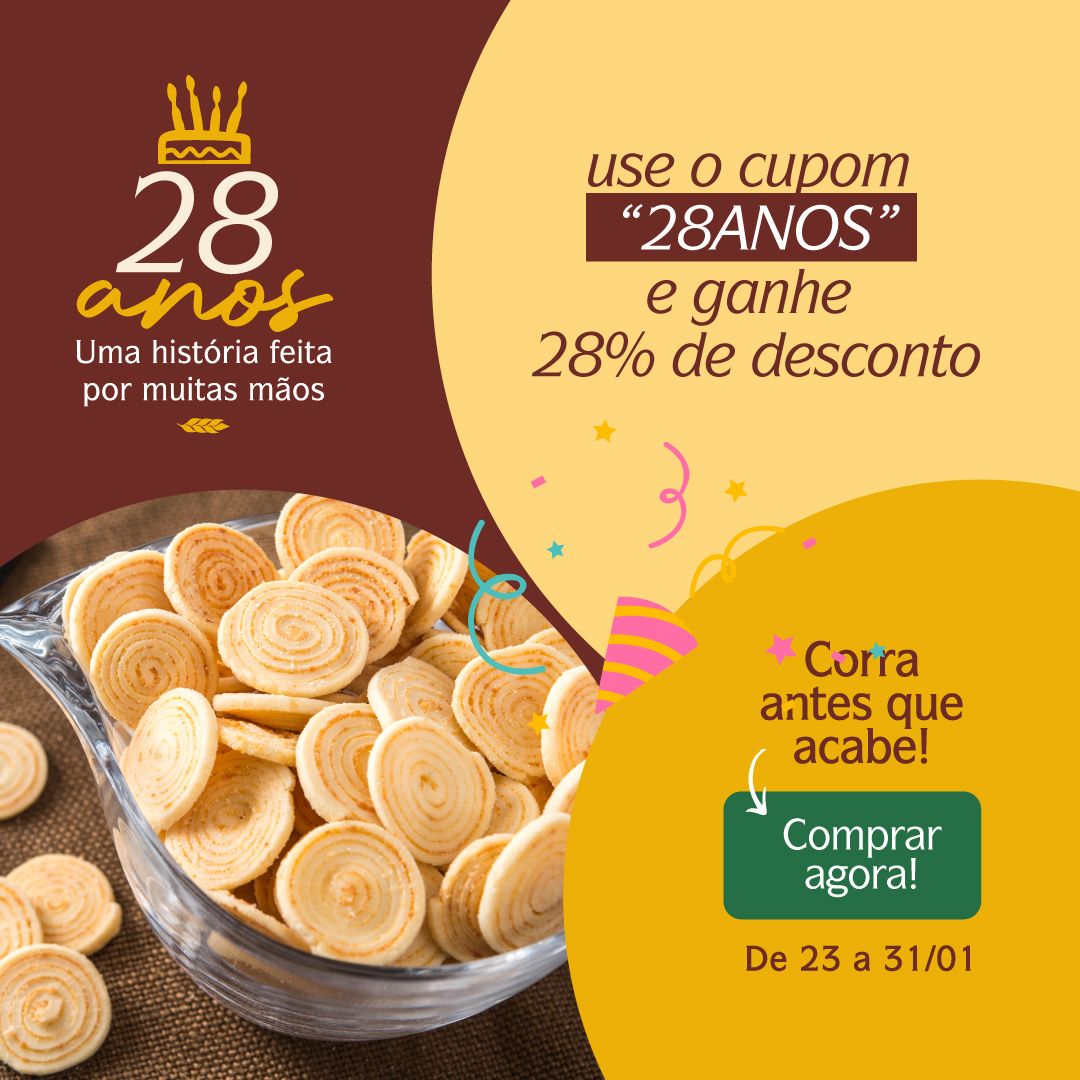 28
anos
Uma história feita
por muitas mãos
use o cupom
“28ANOS”
e ganhe
28% de desconto
Corra
antes que
acabe!
Comprar
agora!
De 23 a 31/01